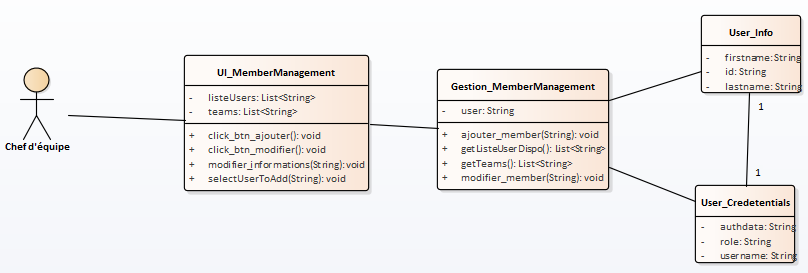 Chef d'équipe
UI_MemberManagement
- listeUsers: List<String>
- teams: List<String>
+ click_btn_ajouter(): void
+ click_btn_modifier(): void
+ modifier_informations(String):void
+ selectUserToAdd(String): void
Gestion_MemberManagement
- user: String
+ ajouter_member(String): void
+ getListeUserDispo(): List<String>
+ getTeams(): List<String>
+ modifier_member(String): void
User_Info
- firstname: String
- id: String
- lastname: String
1
1
User_Credetentials
- authdata: String
- role: String
- username: String